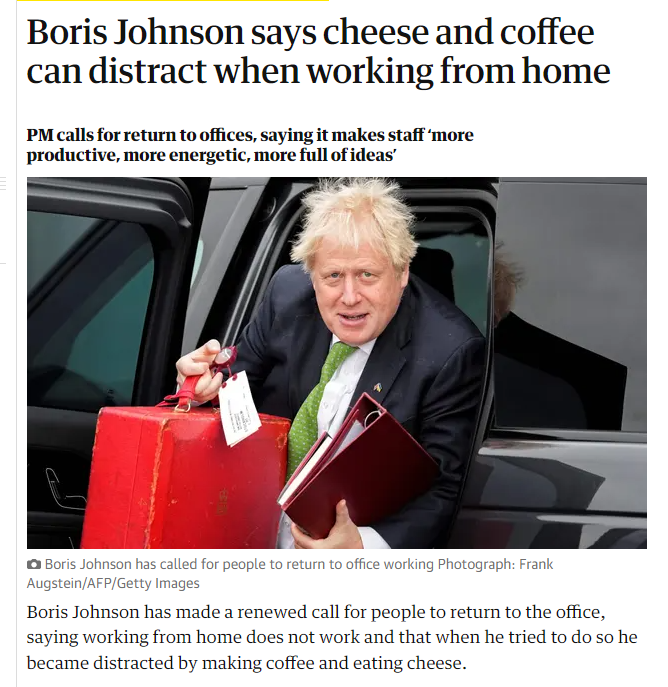 Boris Johnson says cheese and coffee
can distract when working from home
PM calls for return to offices, saying it makes staff ‘more
productive, more energetic, more full of ideas’
Boris Johnson has called for people to return to office working Photograph: Frank
Augstein/AFP/Getty Images
Boris Johnson has made a renewed call for people to return to the office,
saying working from home does not work and that when he tried to do so he
became distracted by making coffee and eating cheese.